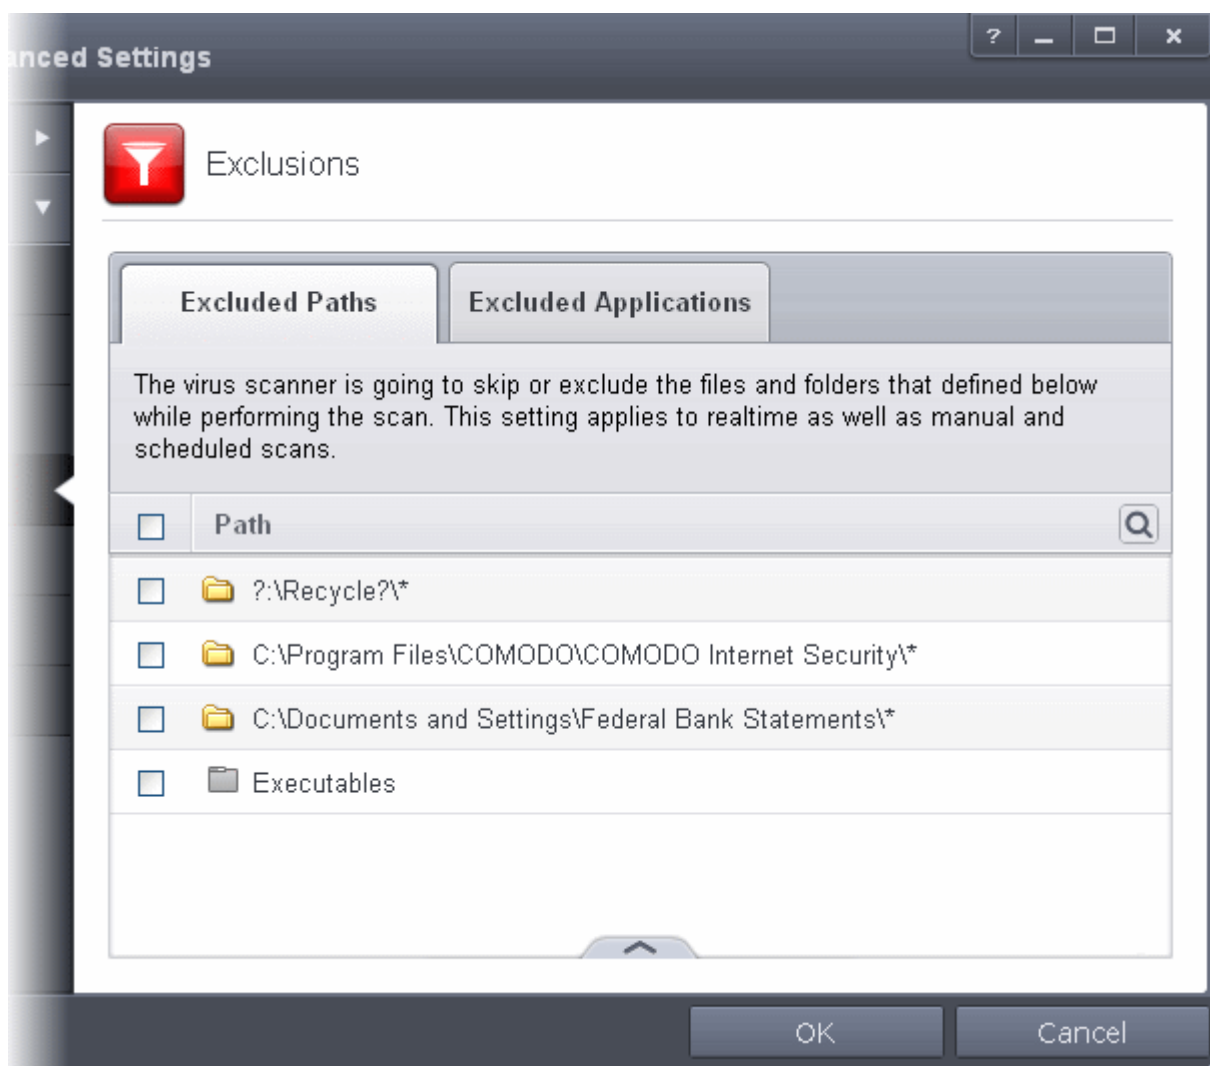 anced Settings
?
Exclusions
Excluded Paths
Excluded Applications
The virus scanner is going to skip or exclude the files and folders that defined below
while performing the scan. This setting applies to realtime as well as manual and
scheduled scans.
Path
?:\Recycle?\*
C:\Program Files\COMODO\COMODO Internet Security\*
C:\Documents and Settings\Federal Bank Statements\*
Executables
OK
Cancel